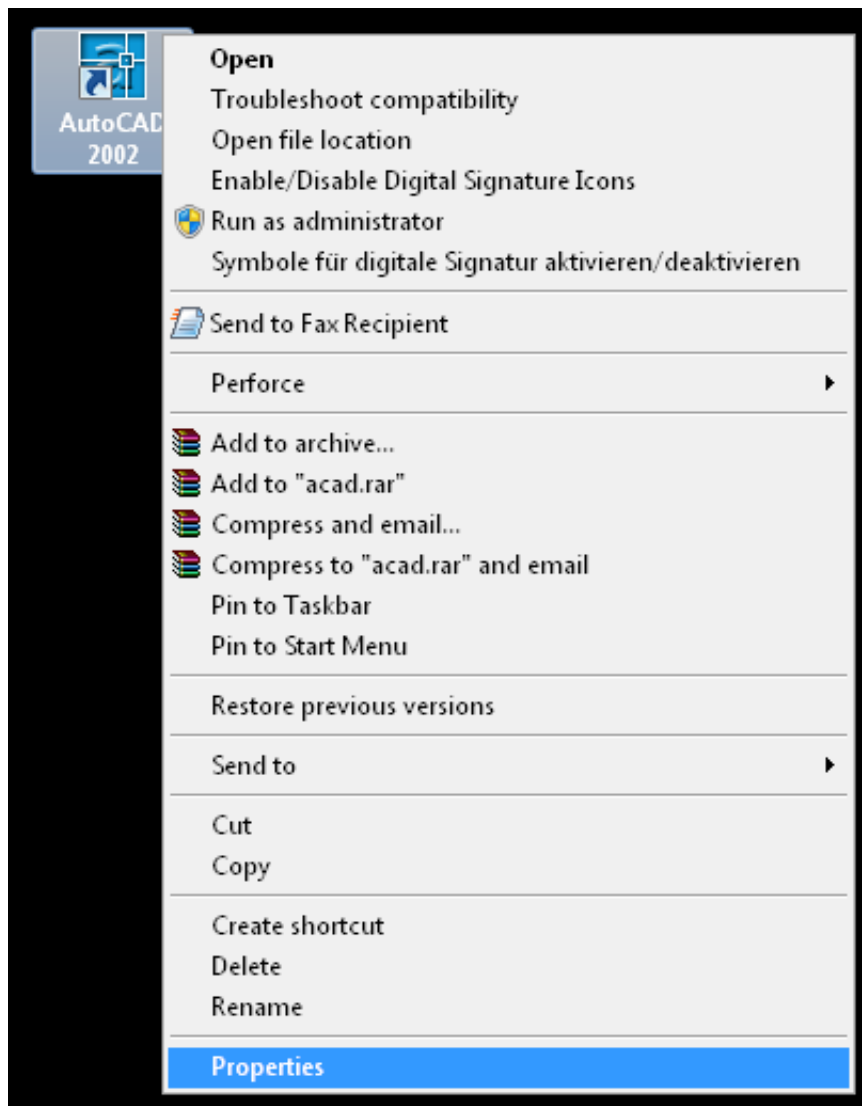 AutoCAD
2002
Open
Troubleshoot compatibility
Open file location
Enable/Disable Digital Signature Icons
Run as administrator
Symbole für digitale Signatur aktivieren/deaktivieren
Send to Fax Recipient
Perforce
Add to archive...
Add to "acad.rar"
Compress and email...
Compress to "acad.rar" and email
Pin to Taskbar
Pin to Start Menu
Restore previous versions
Send to
Cut
Copy
Create shortcut
Delete
Rename
Properties